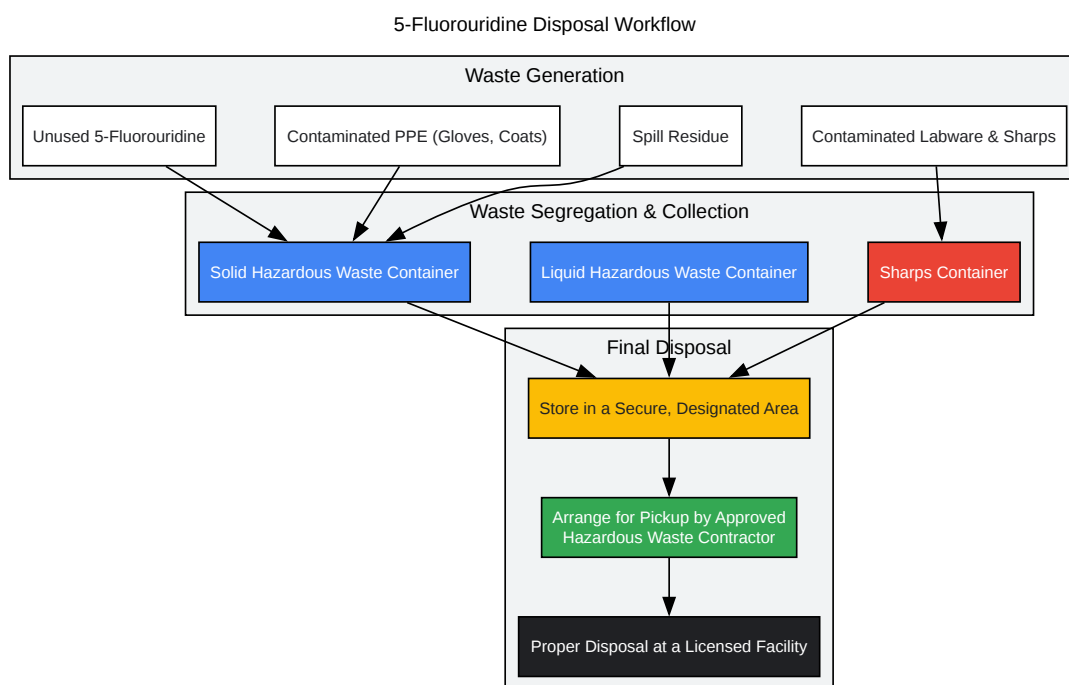 5-Fluorouridine Disposal Workflow
Waste Generation
Unused 5-Fluorouridine
Contaminated PPE (Gloves, Coats)
Spill Residue
Contaminated Labware & Sharps
Waste Segregation & Collection
Solid Hazardous Waste Container
Liquid Hazardous Waste Container
Sharps Container
Final Disposal
Store in a Secure, Designated Area
Arrange for Pickup by Approved
Hazardous Waste Contractor
Proper Disposal at a Licensed Facility